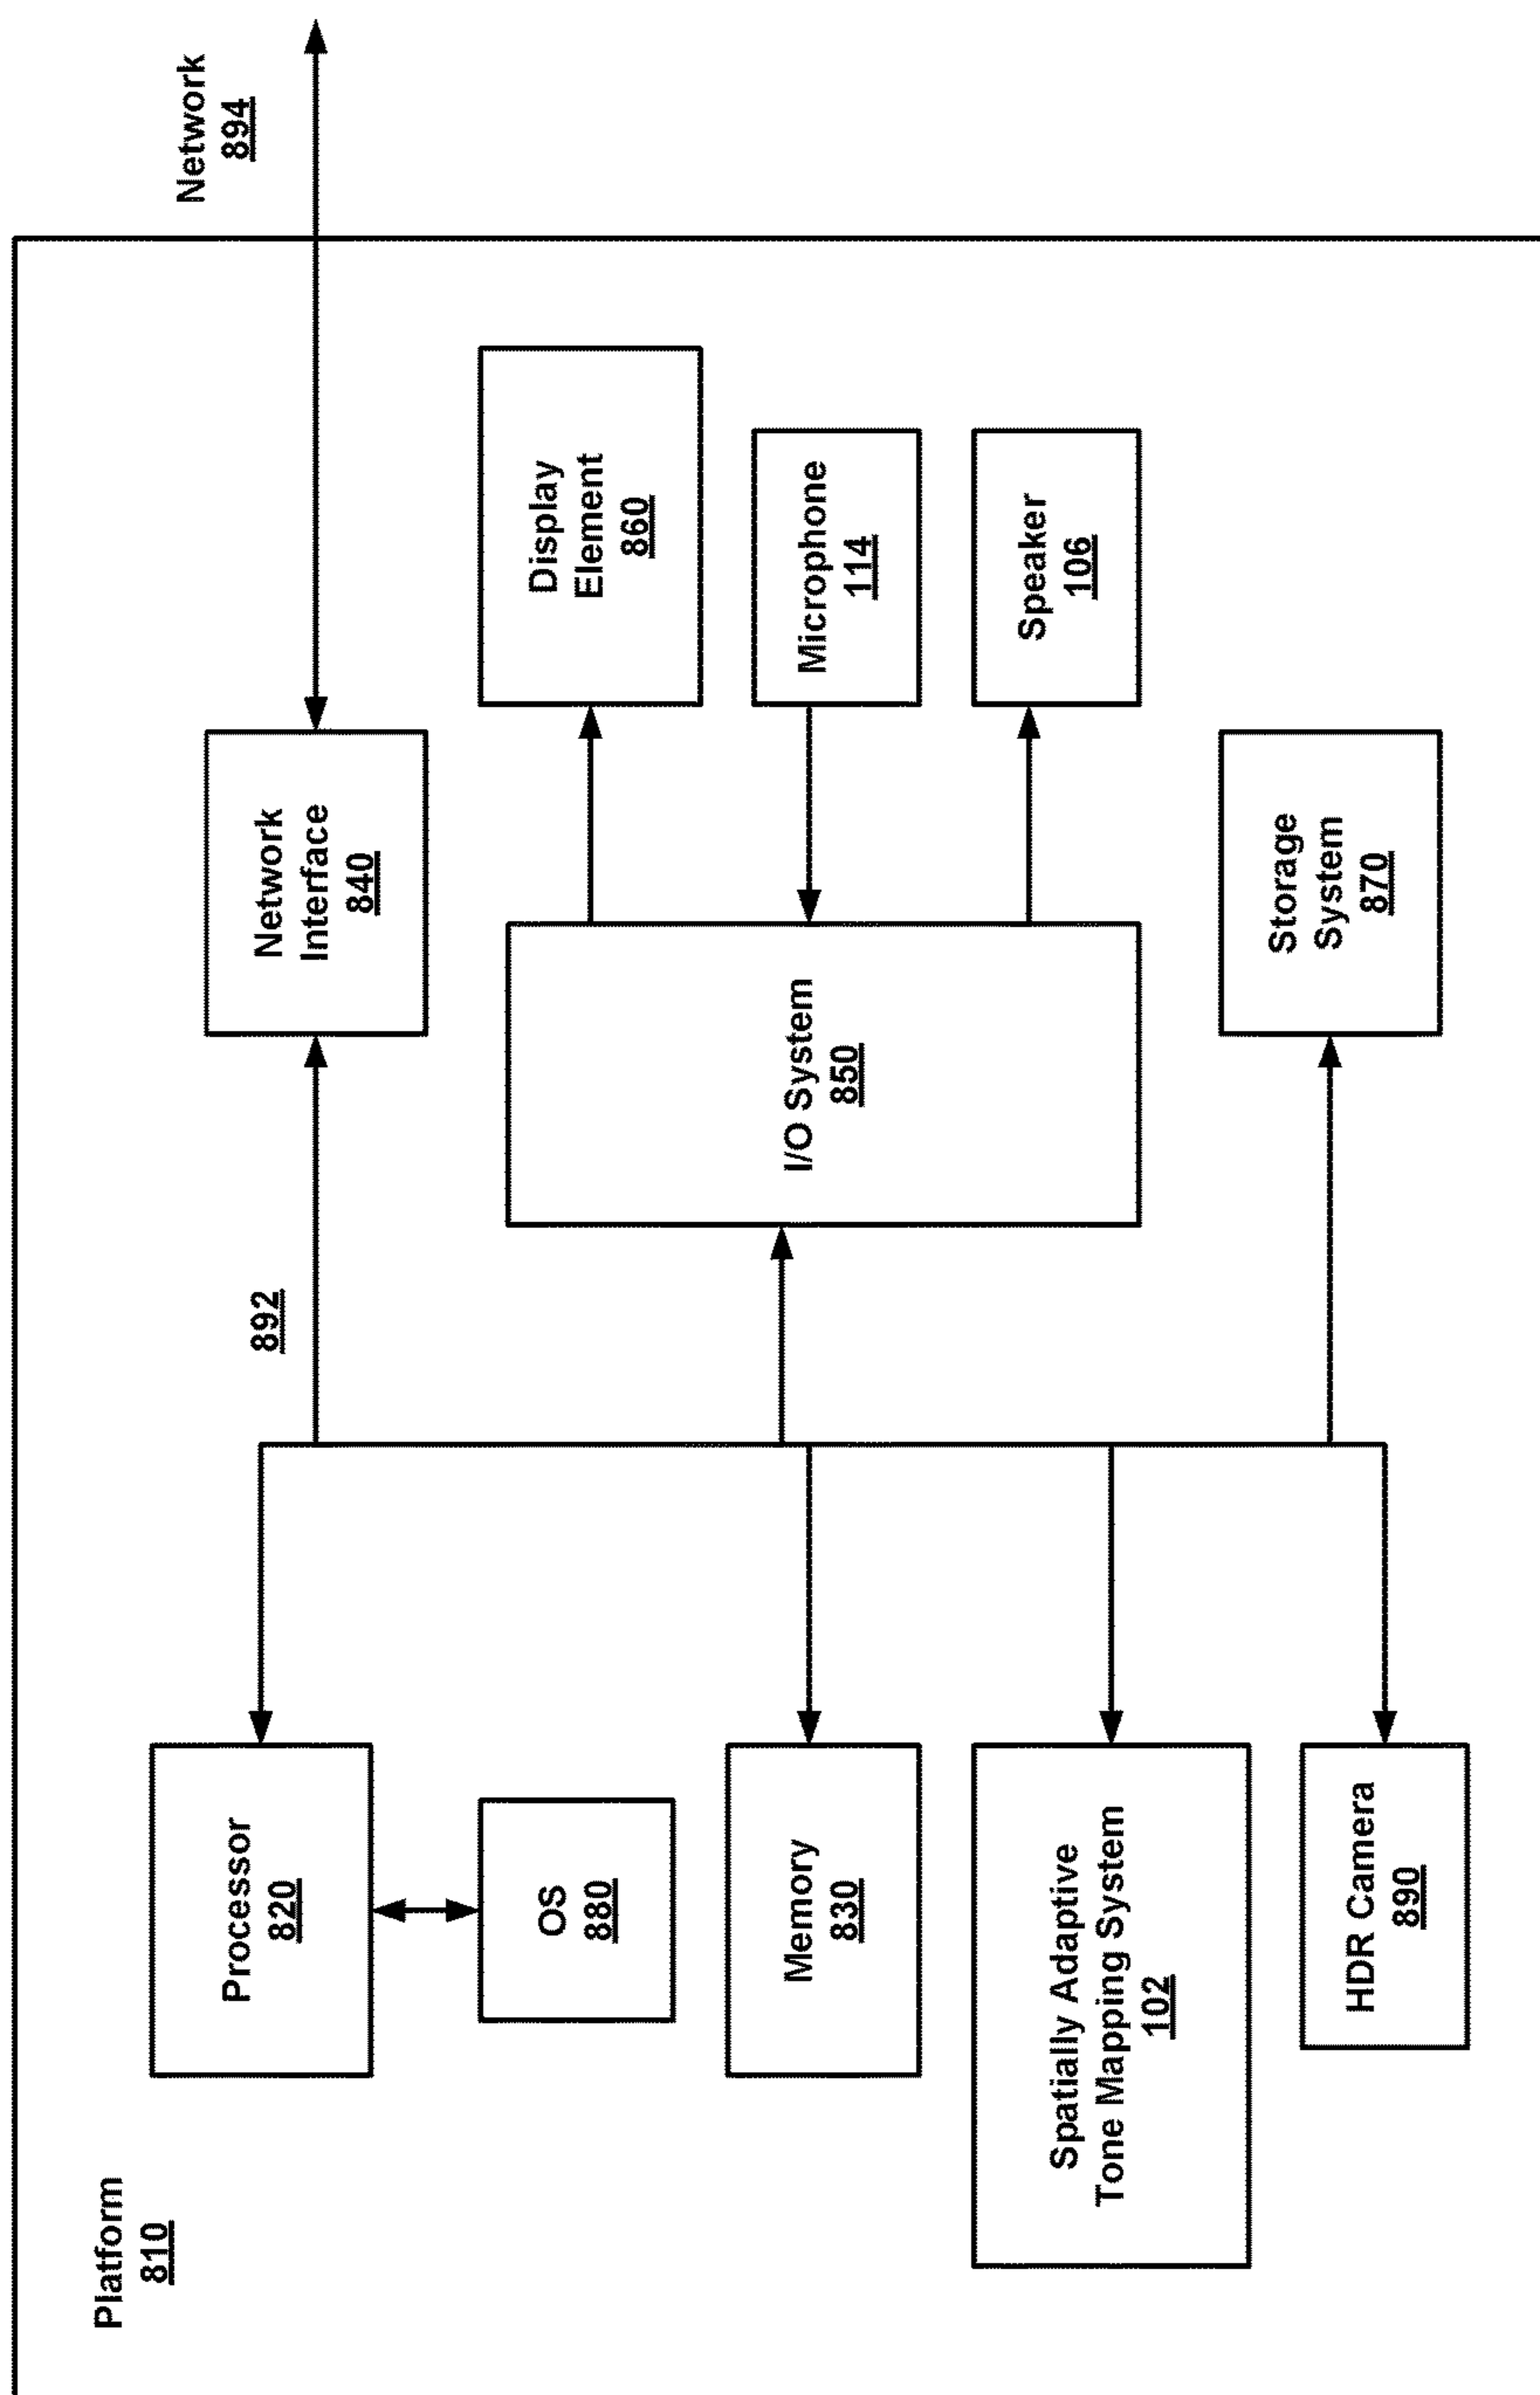 Platform
810
Processor
820
OS
880
Memory
830
Spatially Adaptive
Tone Mapping System
102
HDR Camera
890
892
Network
Interface
840
I/O System
850
Storage
System
870
Display
Element
860
Microphone
114
Speaker
106
Network
894